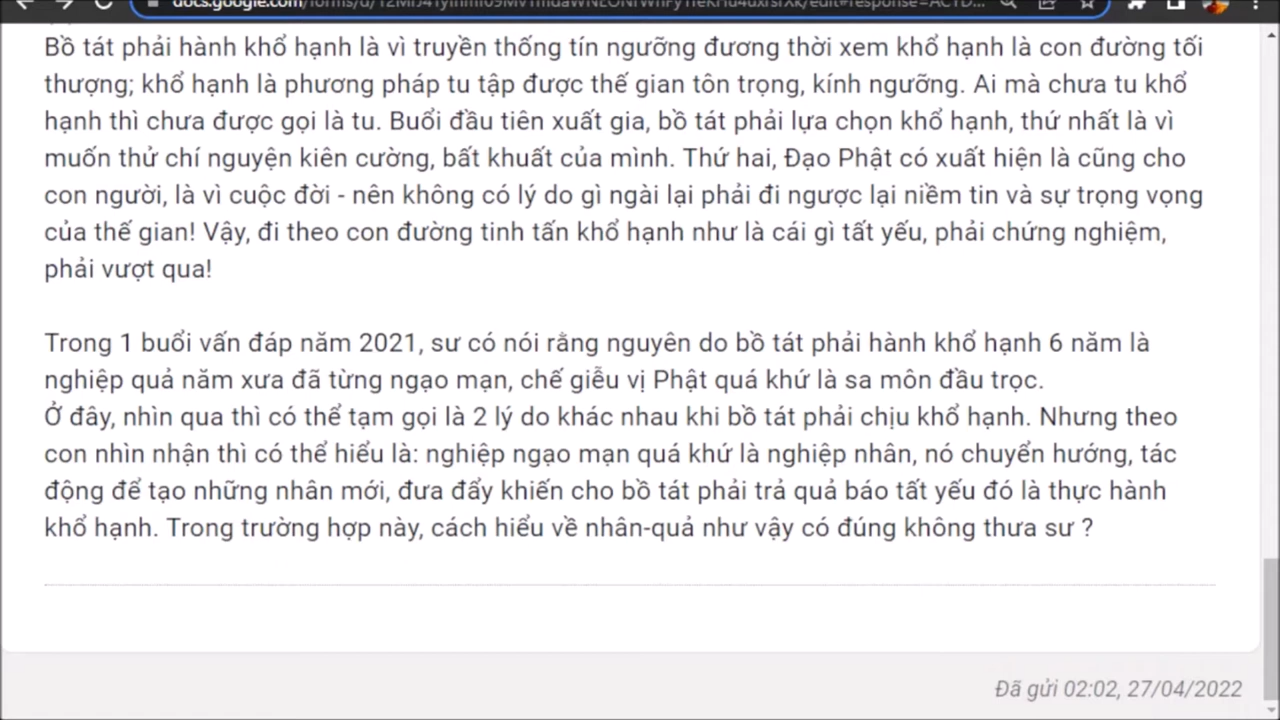 Bồ tát phải hành khổ hạnh là vì truyền thống tín ngưỡng đương thời xem khổ hạnh là con đường tối
thượng; khổ hạnh là phương pháp tu tập được thế gian tôn trọng, kính ngưỡng. Ai mà chưa tu khổ
hạnh thì chưa được gọi là tu. Buổi đầu tiên xuất gia, bồ tát phải lựa chọn khổ hạnh, thứ nhất là vì
muốn thử chí nguyện kiên cường, bất khuất của mình. Thứ hai, Đạo Phật có xuất hiện là cũng cho
con người, là vì cuộc đời - nên không có lý do gì ngài lại phải đi ngược lại niềm tin và sự trọng vọng
của thế gian! Vậy, đi theo con đường tinh tấn khổ hạnh như là cái gì tất yếu, phải chứng nghiệm,
phải vượt qua!
Trong 1 buổi vấn đáp năm 2021, sư có nói rằng nguyên do bồ tát phải hành khổ hạnh 6 năm là
nghiệp quả năm xưa đã từng ngạo mạn, chế giễu vị Phật quá khứ là sa môn đầu trọc.
Ở đây, nhìn qua thì có thể tạm gọi là 2 lý do khác nhau khi bồ tát phải chịu khổ hạnh. Nhưng theo
con nhìn nhận thì có thể hiểu là: nghiệp ngạo mạn quá khứ là nghiệp nhân, nó chuyển hướng, tác
động để tạo những nhân mới, đưa đẩy khiến cho bồ tát phải trả quả báo tất yếu đó là thực hành
khổ hạnh. Trong trường hợp này, cách hiểu về nhân-quả như vậy có đúng không thưa sư ?
Đã gửi 02:02, 27/04/2022